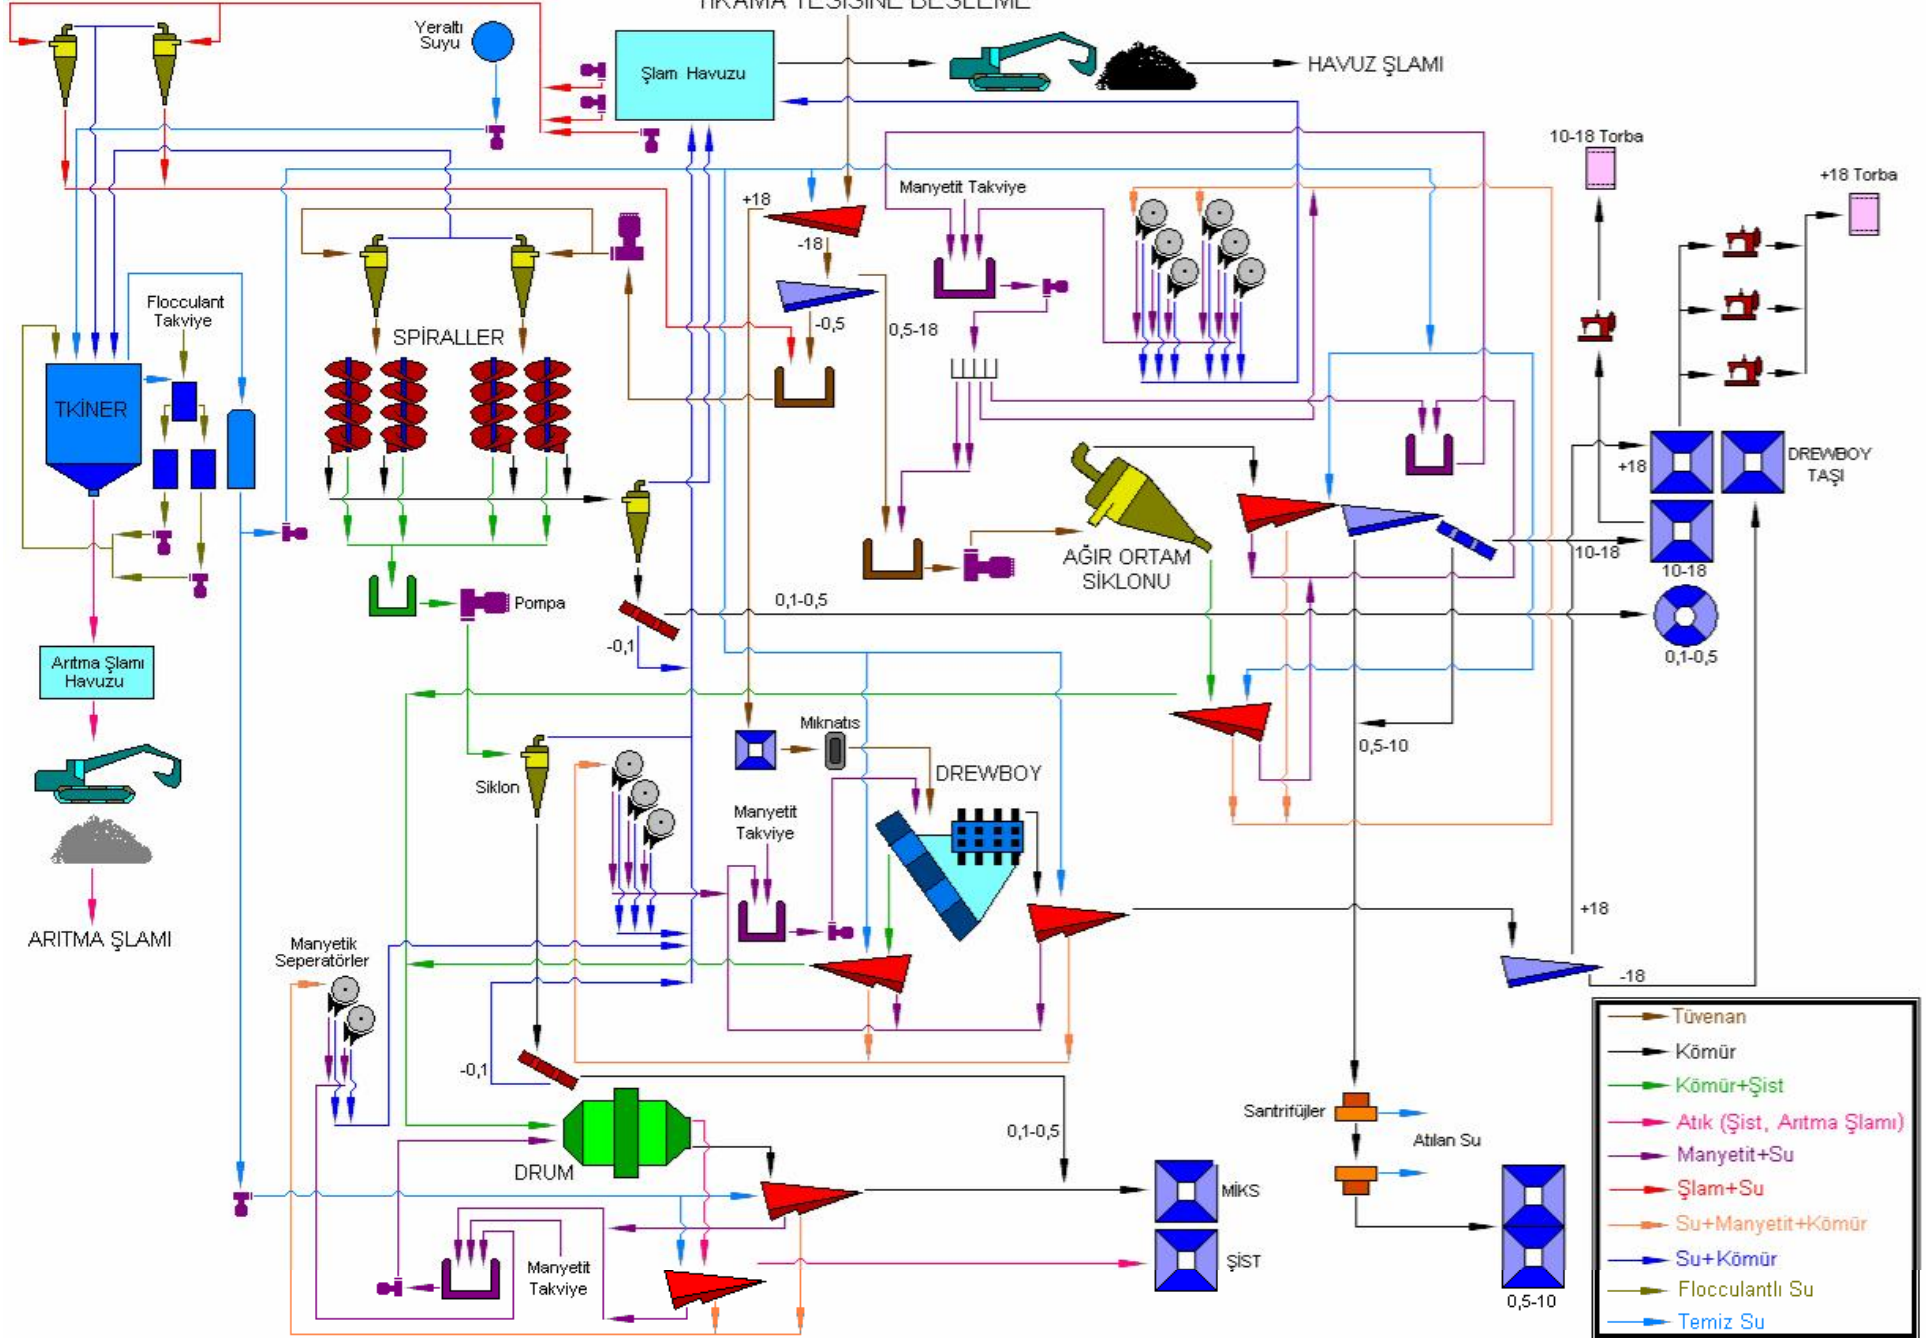 YIKAMA TESİSİNE BESLEME
Yeraltı
Suyu
Şlam Havuzu
HAVUZ ŞLAMI
10-18 Torba
+18 Torba
Manyetit Takviye
+18
-18
-0,5
0,5-18
Flocculant
Takviye
SPİRALLER
TKİNER
+18
DREWBOY
TAŞI
AĞIR ORTAM
SİKLONU
10-18
10-18
Pompa
0,1-0,5
-0,1
0,1-0,5
Arıtma Şlamı
Havuzu
Mıknatıs
0,5-10
Siklon
DREWBOY
Manyetit
Takviye
ARITMA ŞLAMI
Manyetik
Seperatörler
+18
-18
-0,1
DRUM
0,1-0,5
Santrifüjler
Atılan Su
MİKS
ŞİST
Manyetit
Takviye
0,5-10
Tüvenan
Kömür
Kömür+Şist
Atık (Şist, Arıtma Şlamı)
Manyetit+Su
Şlam+Su
Su+Manyetit+Kömür
Su+Kömür
Flocculantlı Su
Temiz Su